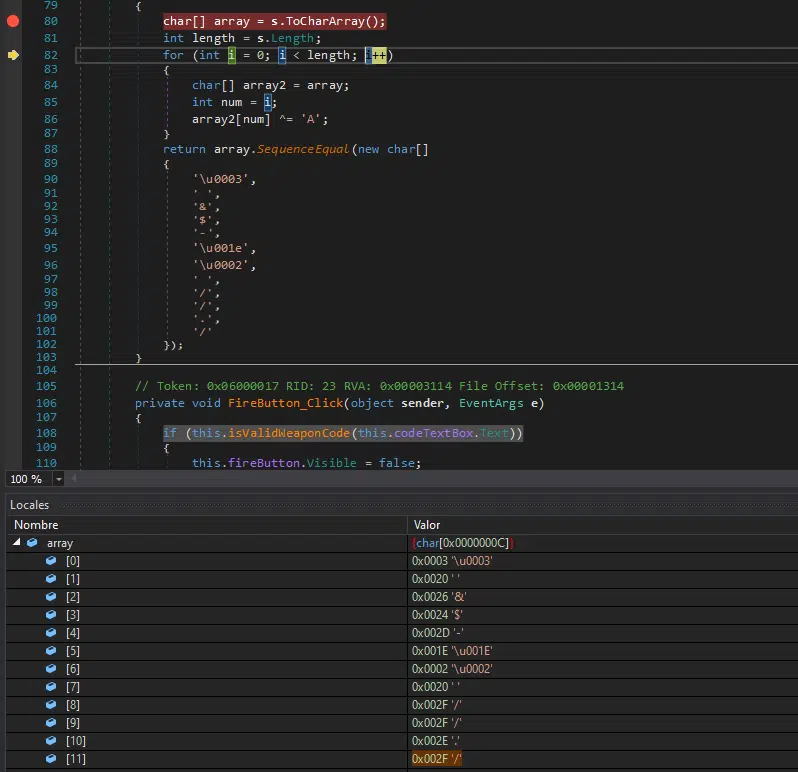 79 {
80 char[] array = s.ToCharArray();
81 int length = s.Length;
82 for (int i = 0; i < length; i++)
83 {
84 char[] array2 = array;
85 int num = i;
86 array2[num] ^= 'A';
87 }
88 return array.SequenceEqual(new char[]
89 {
90 '\u0003',
91 ' ',
92 '&',
93 '$',
94 '-',
95 '\u001e',
96 '\u0002',
97 ' ',
98 '/',
99 '/',
100 '.',
101 '/'
102 });
103 }
104
105 // Token: 0x06000017 RID: 23 RVA: 0x00003114 File Offset: 0x00001314
106 private void FireButton_Click(object sender, EventArgs e)
107 {
108 if (this.isValidWeaponCode(this.codeTextBox.Text))
109 {
110 this.fireButton.Visible = false;
100 %
Locales
Nombre Valor
array {char[0x0000000C]}
[0] 0x0003 '\u0003'
[1] 0x0020 ' '
[2] 0x0026 '&'
[3] 0x0024 '$'
[4] 0x002D '-'
[5] 0x001E '\u001E'
[6] 0x0002 '\u0002'
[7] 0x0020 ' '
[8] 0x002F '/'
[9] 0x002F '/'
[10] 0x002E '.'
[11] 0x002F '/'